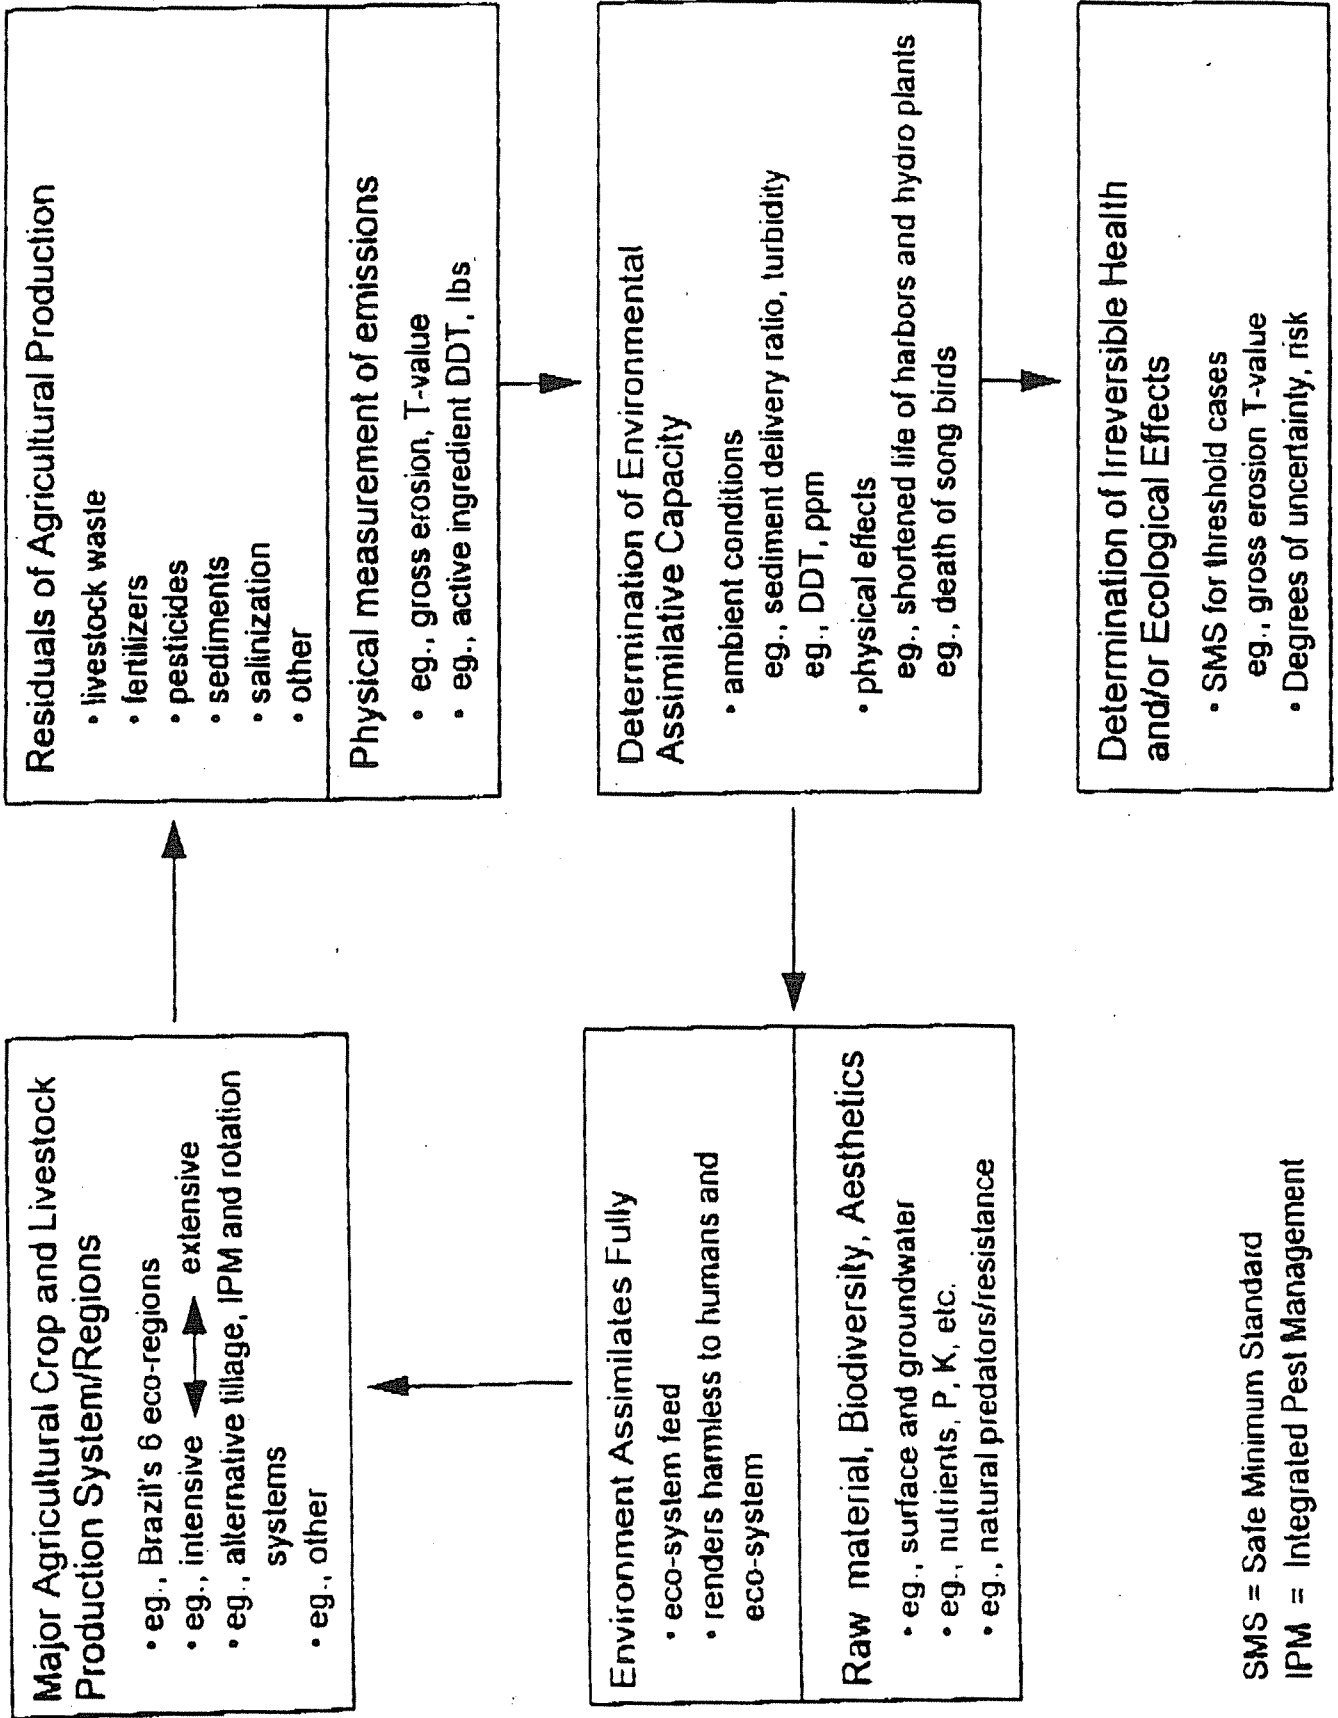 Major Agricultural Crop and Livestock
Production System/Regions
• eg., Brazil's 6 eco-regions
• eg., intensive ◄──► extensive
• eg., alternative tillage, IPM and rotation
systems
• eg., other
Residuals of Agricultural Production
• livestock waste
• fertilizers
• pesticides
• sediments
• salinization
• other
Physical measurement of emissions
• eg., gross erosion, T-value
• eg., active ingredient DDT, lbs
Environment Assimilates Fully
• eco-system feed
• renders harmless to humans and
eco-system
Raw material, Biodiversity, Aesthetics
• eg., surface and groundwater
• eg., nutrients, P, K, etc.
• eg., natural predators/resistance
Determination of Environmental
Assimilative Capacity
• ambient conditions
eg., sediment delivery ratio, turbidity
eg., DDT, ppm
• physical effects
eg., shortened life of harbors and hydro plants
eg., death of song birds
Determination of Irreversible Health
and/or Ecological Effects
• SMS for threshold cases
eg., gross erosion T-value
• Degrees of uncertainty, risk
SMS = Safe Minimum Standard
IPM = Integrated Pest Management